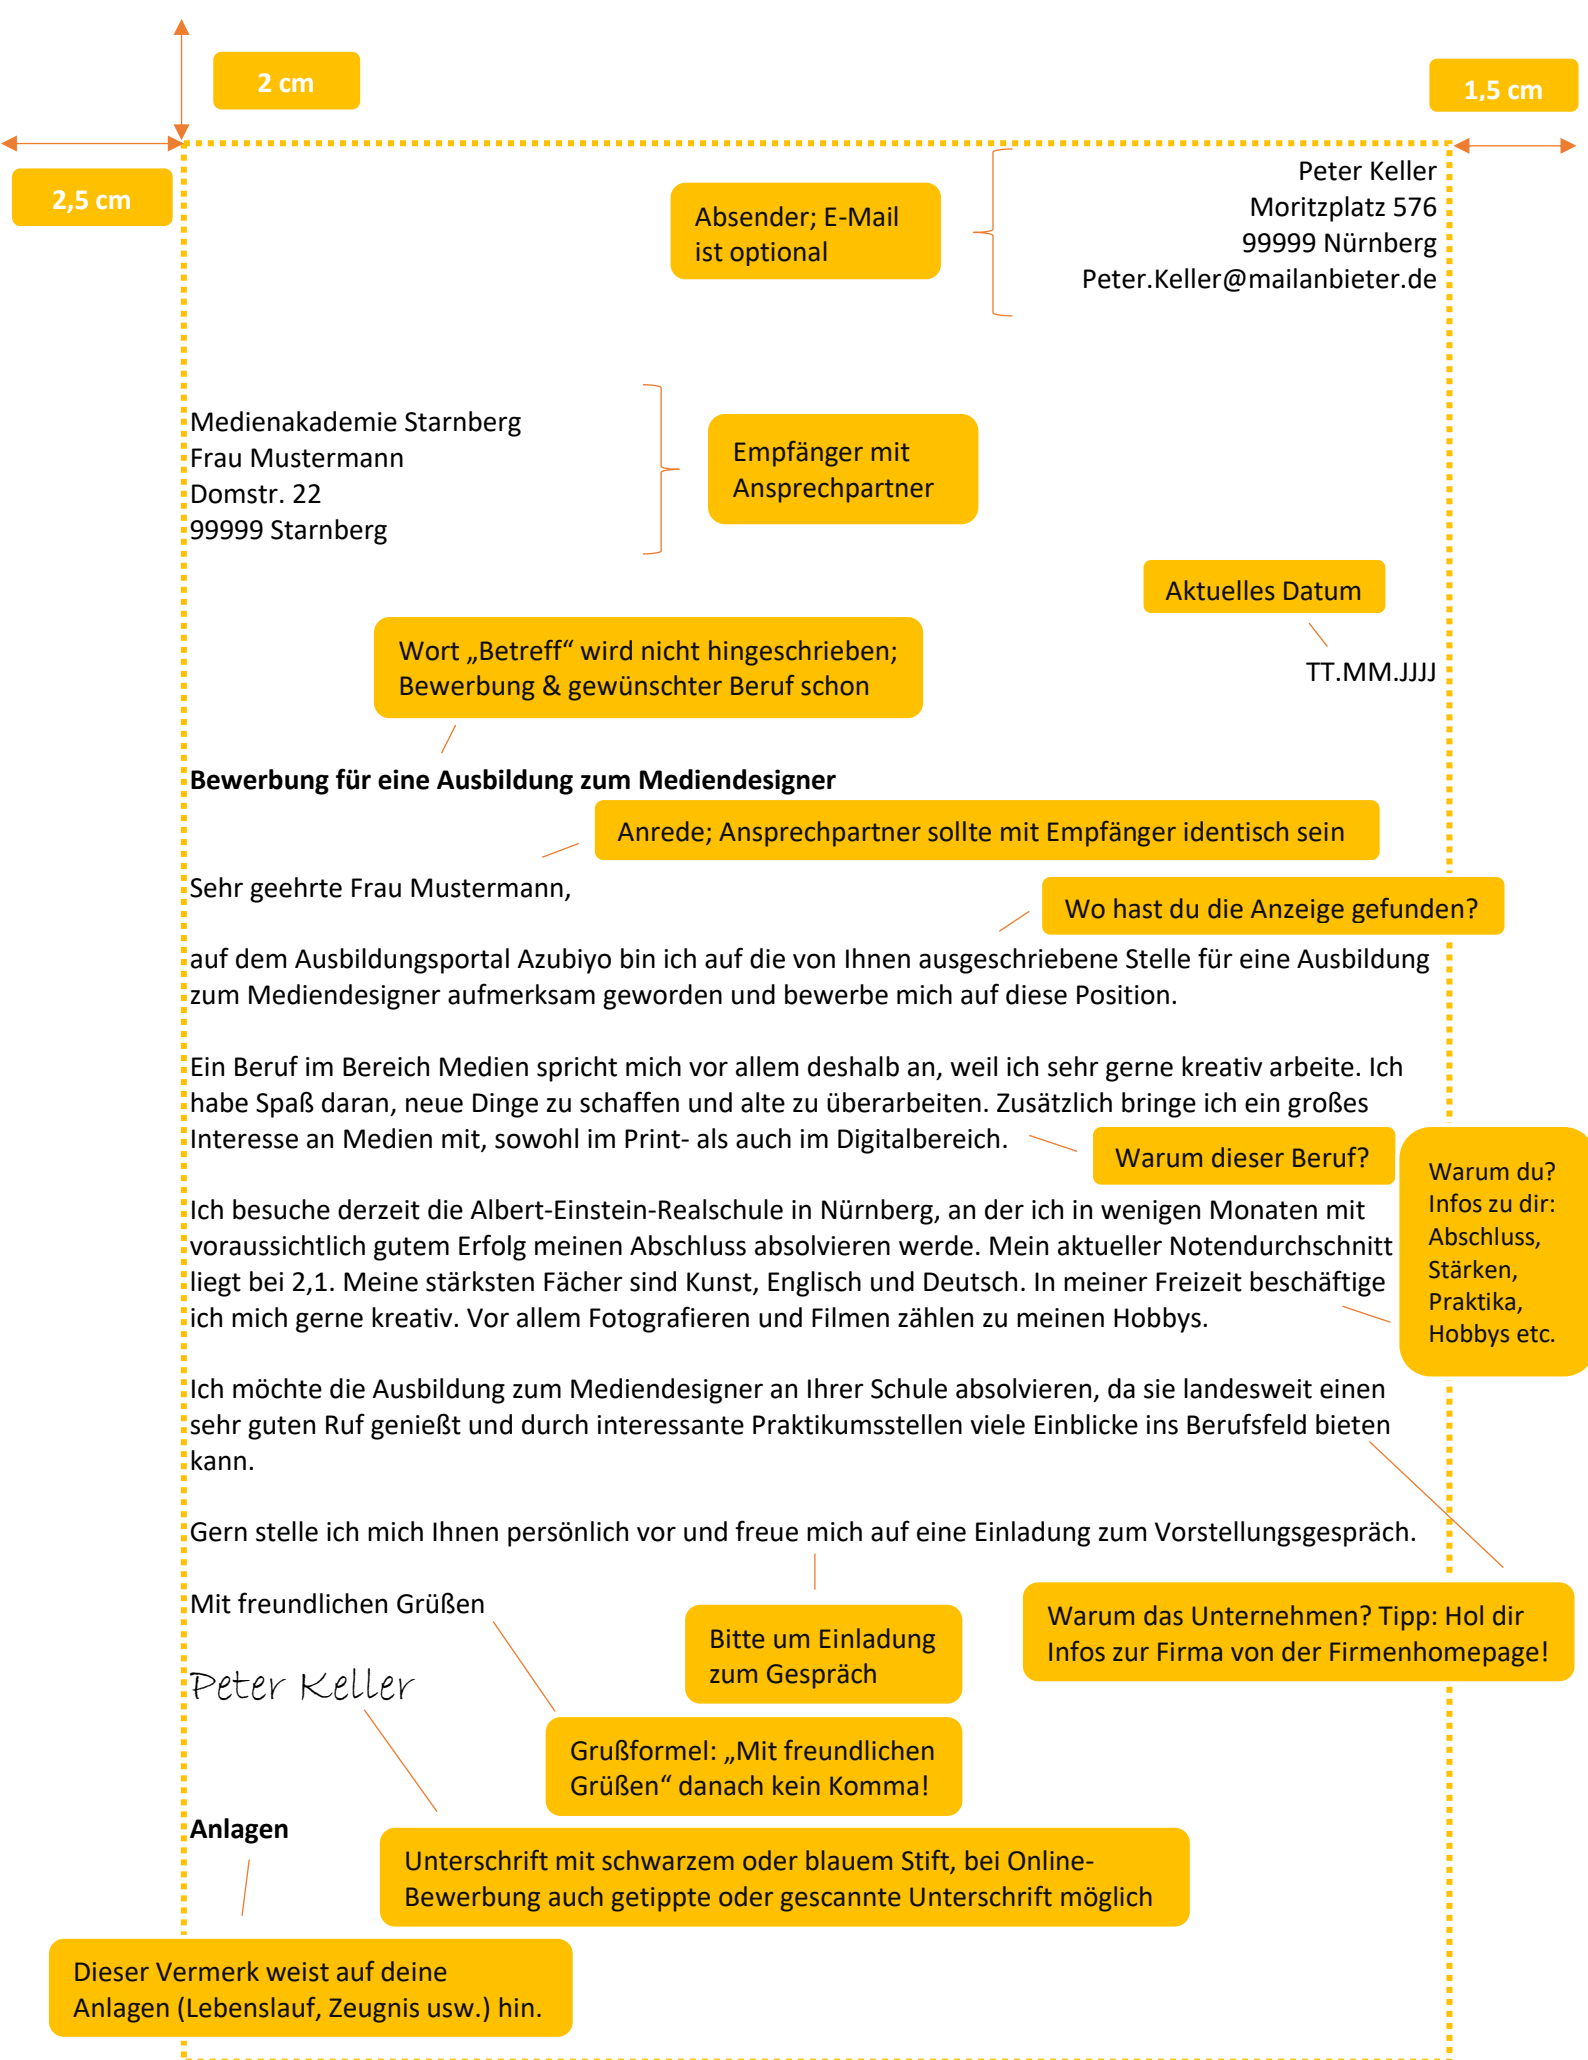 2 cm
1,5 cm
2,5 cm
Peter Keller
Moritzplatz 576
99999 Nürnberg
Peter.Keller@mailanbieter.de
Absender; E-Mail
ist optional
Medienakademie Starnberg
Frau Mustermann
Domstr. 22
99999 Starnberg
Empfänger mit
Ansprechpartner
Aktuelles Datum
TT.MM.JJJJ
Wort „Betreff“ wird nicht hingeschrieben;
Bewerbung & gewünschter Beruf schon
Bewerbung für eine Ausbildung zum Mediendesigner
Anrede; Ansprechpartner sollte mit Empfänger identisch sein
Sehr geehrte Frau Mustermann,
Wo hast du die Anzeige gefunden?
auf dem Ausbildungsportal Azubiyo bin ich auf die von Ihnen ausgeschriebene Stelle für eine Ausbildung
zum Mediendesigner aufmerksam geworden und bewerbe mich auf diese Position.
Ein Beruf im Bereich Medien spricht mich vor allem deshalb an, weil ich sehr gerne kreativ arbeite. Ich
habe Spaß daran, neue Dinge zu schaffen und alte zu überarbeiten. Zusätzlich bringe ich ein großes
Interesse an Medien mit, sowohl im Print- als auch im Digitalbereich.
Warum dieser Beruf?
Ich besuche derzeit die Albert-Einstein-Realschule in Nürnberg, an der ich in wenigen Monaten mit
voraussichtlich gutem Erfolg meinen Abschluss absolvieren werde. Mein aktueller Notendurchschnitt
liegt bei 2,1. Meine stärksten Fächer sind Kunst, Englisch und Deutsch. In meiner Freizeit beschäftige
ich mich gerne kreativ. Vor allem Fotografieren und Filmen zählen zu meinen Hobbys.
Warum du?
Infos zu dir:
Abschluss,
Stärken,
Praktika,
Hobbys etc.
Ich möchte die Ausbildung zum Mediendesigner an Ihrer Schule absolvieren, da sie landesweit einen
sehr guten Ruf genießt und durch interessante Praktikumsstellen viele Einblicke ins Berufsfeld bieten
kann.
Gern stelle ich mich Ihnen persönlich vor und freue mich auf eine Einladung zum Vorstellungsgespräch.
Mit freundlichen Grüßen
Bitte um Einladung
zum Gespräch
Warum das Unternehmen? Tipp: Hol dir
Infos zur Firma von der Firmenhomepage!
Peter Keller
Grußformel: „Mit freundlichen
Grüßen“ danach kein Komma!
Anlagen
Unterschrift mit schwarzem oder blauem Stift, bei Online-
Bewerbung auch getippte oder gescannte Unterschrift möglich
Dieser Vermerk weist auf deine
Anlagen (Lebenslauf, Zeugnis usw.) hin.